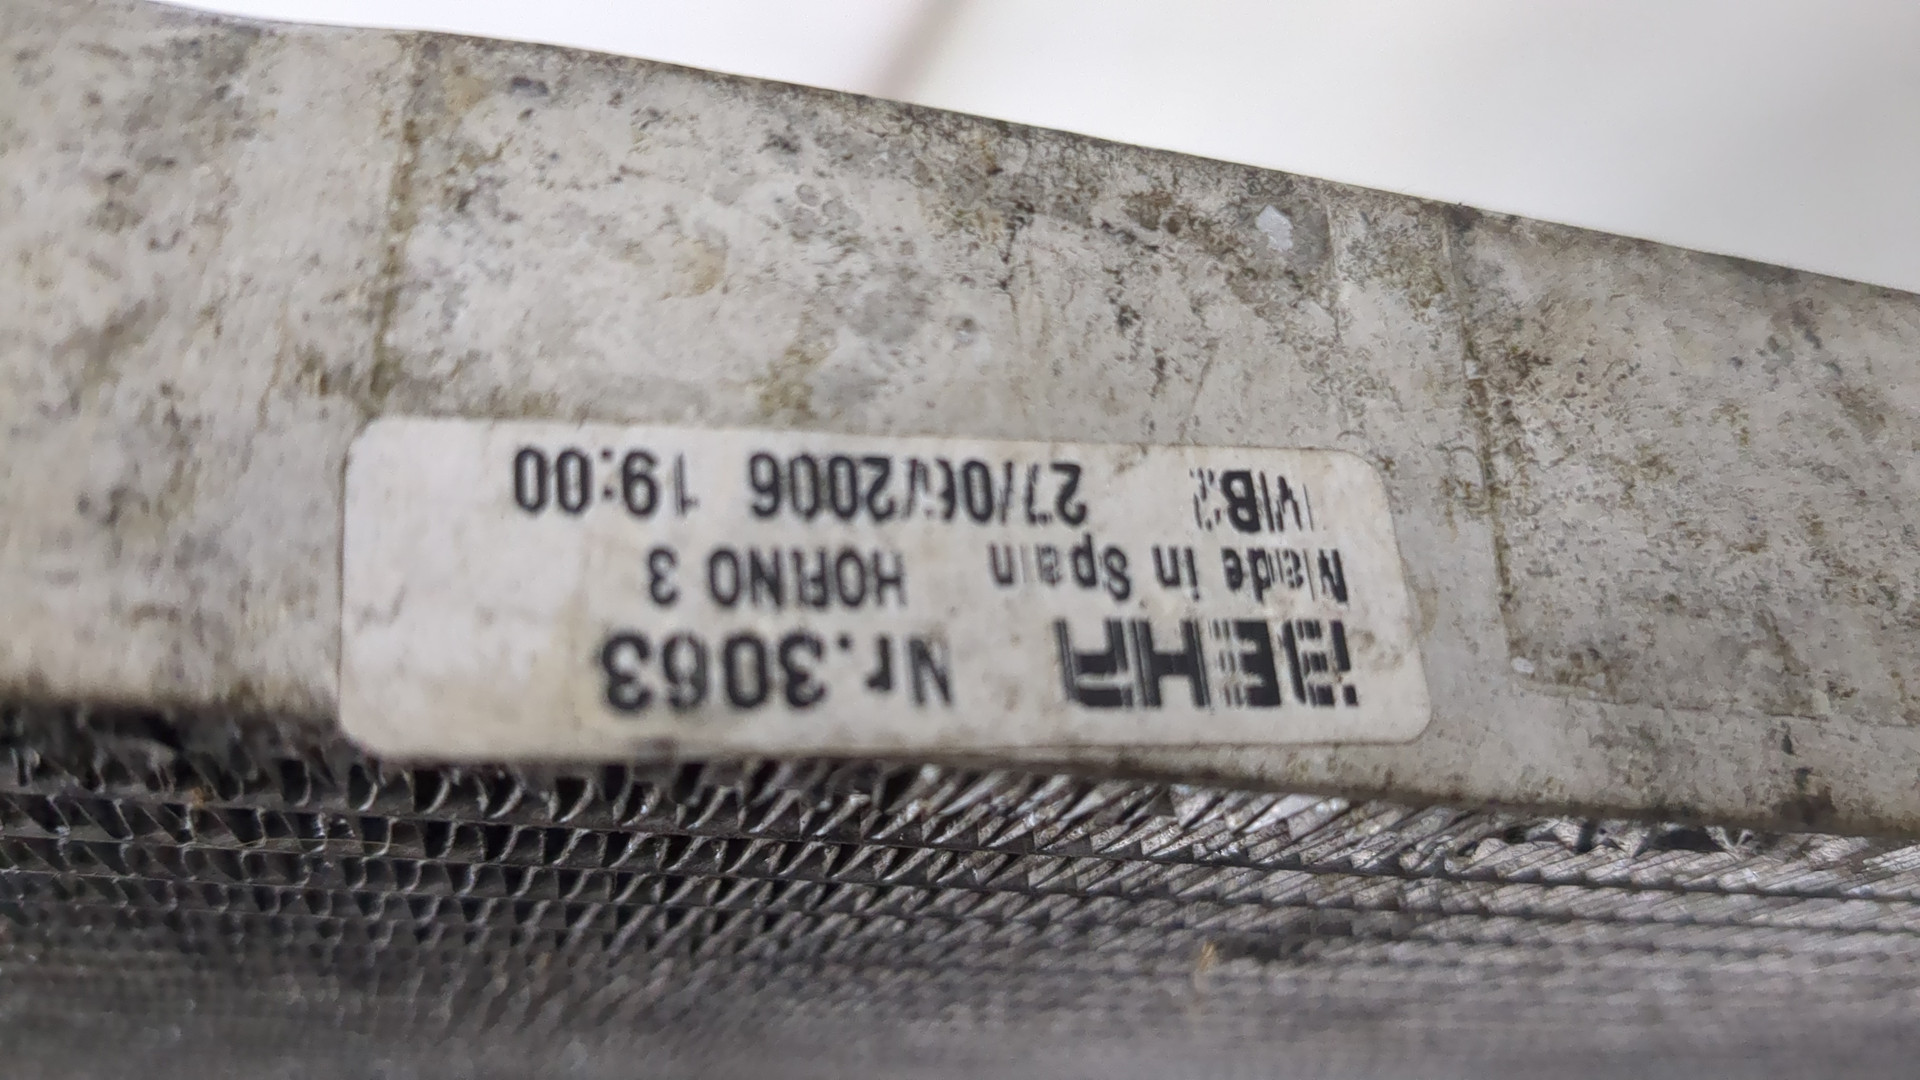 BEHR Nr.3063
Made in Spain HORNO 3
27/06/2006 19:00